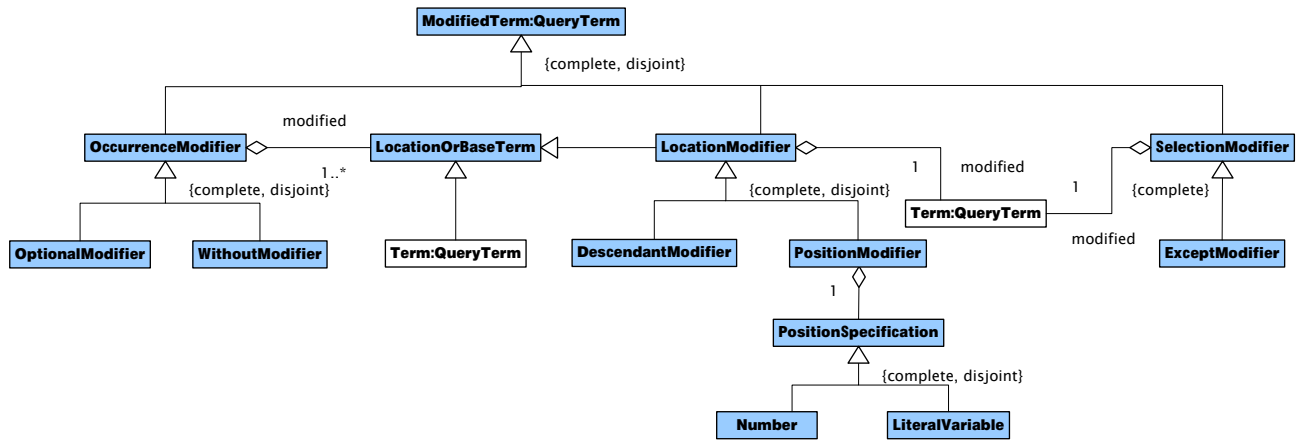 ModifiedTerm:QueryTerm
{complete, disjoint}
modified
OccurrenceModifier
LocationOrBaseTerm
LocationModifier
SelectionModifier
1..*
1
modified
1
{complete, disjoint}
{complete, disjoint}
{complete}
Term:QueryTerm
modified
OptionalModifier
WithoutModifier
Term:QueryTerm
DescendantModifier
PositionModifier
ExceptModifier
1
PositionSpecification
{complete, disjoint}
Number
LiteralVariable